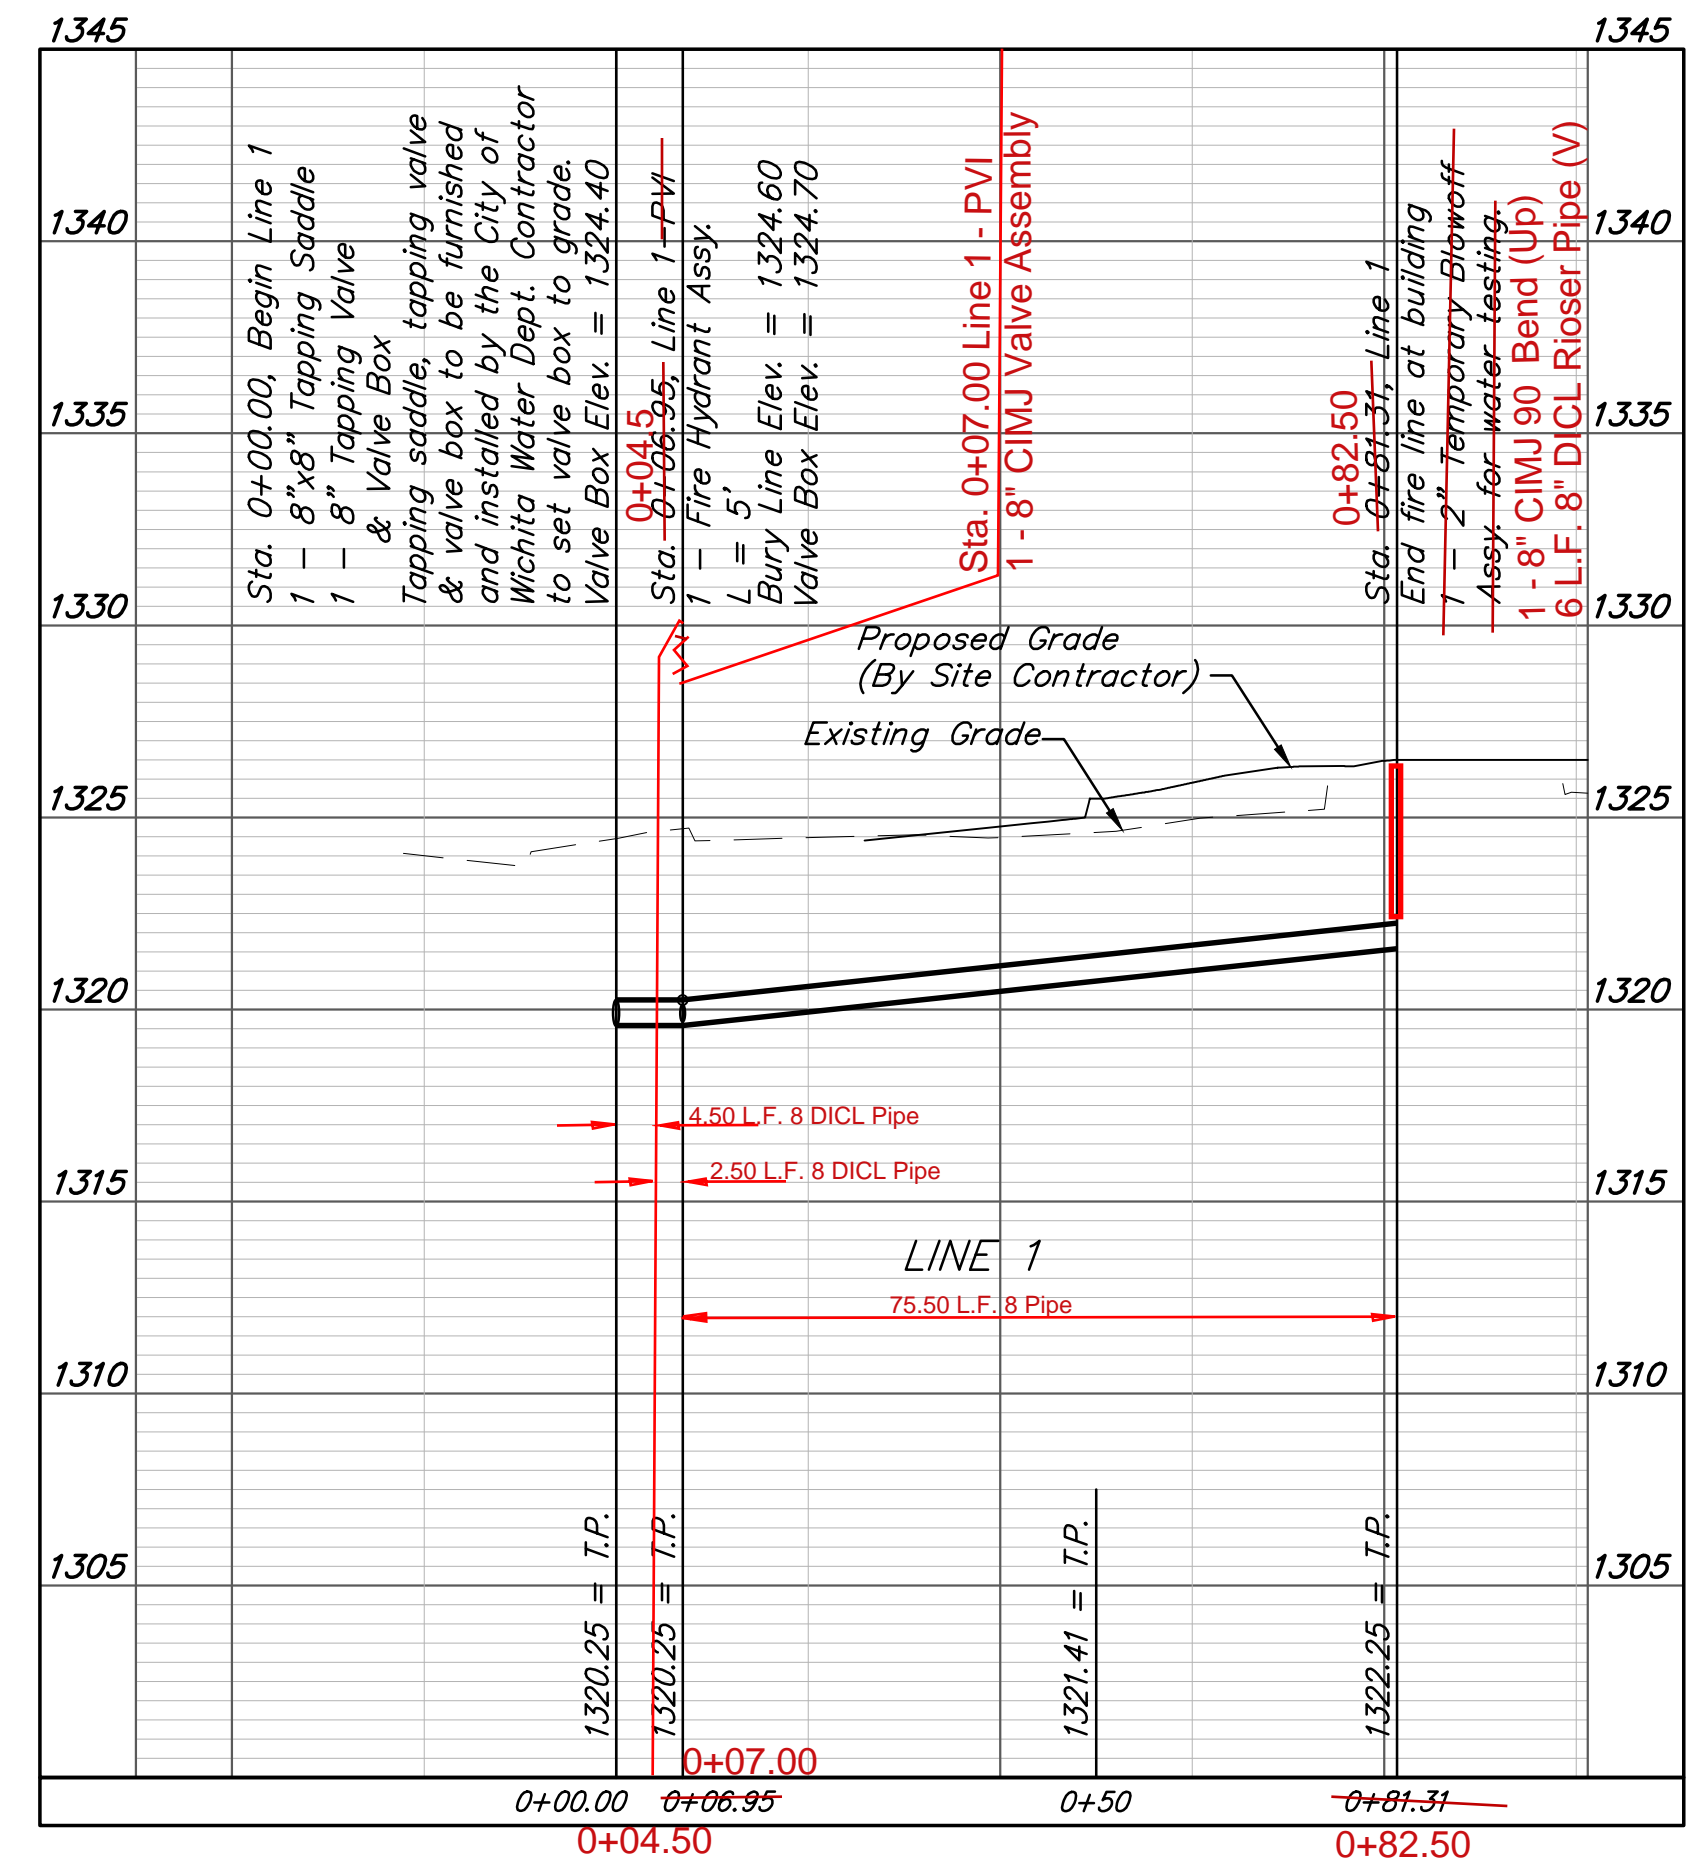 1345
1345
1340
1340
1335
1335
1330
1330
1325
1325
1320
1320
1315
1315
1310
1310
1305
1305
Sta. 0+00.00, Begin Line 1
1 - 8"x8" Tapping Saddle
1 - 8" Tapping Valve
& Valve Box
Tapping saddle, tapping valve
& valve box to be furnished
and installed by the City of
Wichita Water Dept. Contractor
to set valve box to grade.
Valve Box Elev. = 1324.40
0+04.5
Sta. 0+06.95, Line 1-PVI
1 - Fire Hydrant Assy.
L = 5'
Bury Line Elev. = 1324.60
Valve Box Elev. = 1324.70
Sta. 0+07.00 Line 1 - PVI
1 - 8" CIMJ Valve Assembly
0+82.50
Sta. 0+81.31, Line 1
End fire line at building
1 - 2" Temporary Blowoff
Assy. for water testing.
1 - 8" CIMJ 90 Bend (Up)
6 L.F. 8" DICL Rioser Pipe (V)
Proposed Grade
(By Site Contractor)
Existing Grade
4.50 L.F. 8 DICL Pipe
2.50 L.F. 8 DICL Pipe
LINE 1
75.50 L.F. 8 Pipe
1320.25 = T.P.
1320.25 = T.P.
1321.41 = T.P.
1322.25 = T.P.
0+07.00
0+00.00
0+06.95
0+50
0+81.31
0+04.50
0+82.50